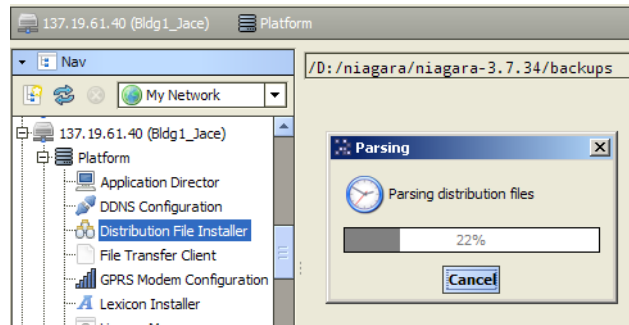 137.19.61.40 (Bldg1_Jace) Platform
Nav
My Network
137.19.61.40 (Bldg1_Jace)
Platform
Application Director
DDNS Configuration
Distribution File Installer
File Transfer Client
GPRS Modem Configuration
Lexicon Installer
/D:/niagara/niagara-3.7.34/backups
Parsing
Parsing distribution files
22%
Cancel